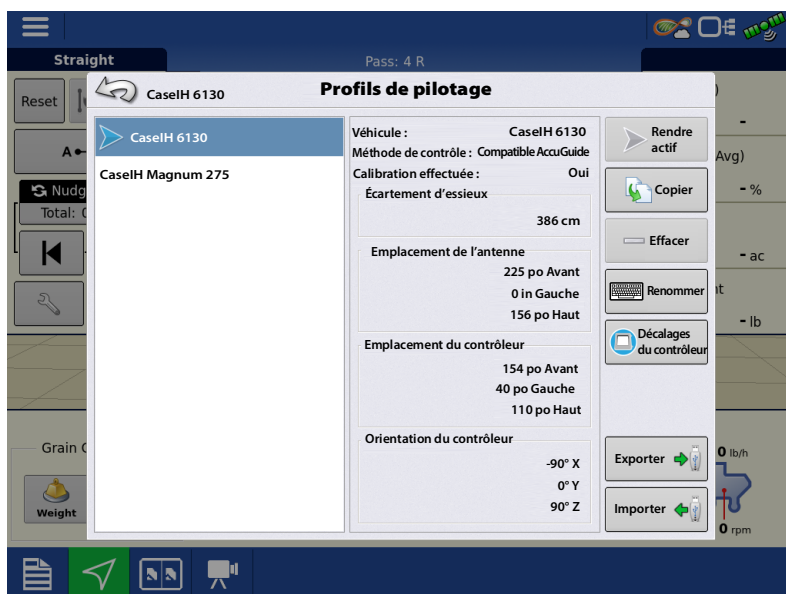 Straight
Pass: 4 R
CaseIH 6130
Profils de pilotage
Reset
A
Nudg
Total: 0
CaseIH 6130
CaseIH Magnum 275
Véhicule : CaseIH 6130
Méthode de contrôle : Compatible AccuGuide
Calibration effectuée : Oui
Écartement d'essieux
386 cm
Emplacement de l'antenne
225 po Avant
0 in Gauche
156 po Haut
Emplacement du contrôleur
154 po Avant
40 po Gauche
110 po Haut
Orientation du contrôleur
-90° X
0° Y
90° Z
Rendre
actif
Copier
Effacer
Renommer
Décalages
du contrôleur
Exporter
Importer
)
-
Avg)
- %
- ac
nt
- lb
Grain
Weight
0 lb/h
0 rpm